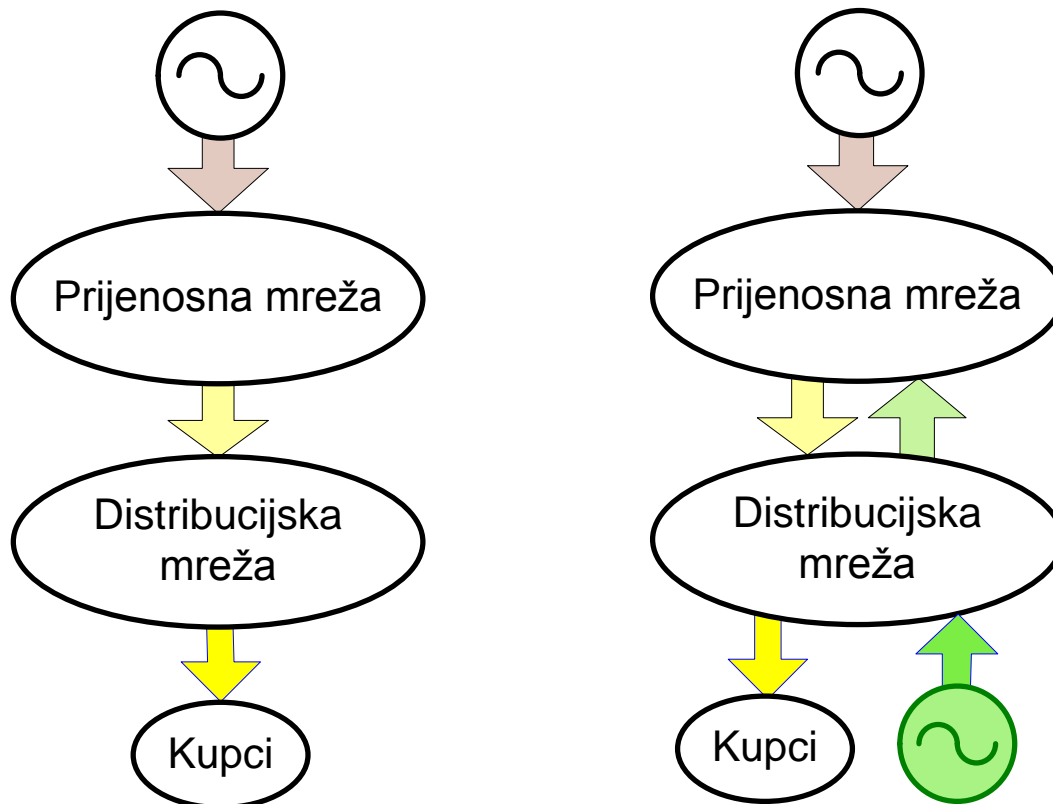 Prijenosna mreža
Distribucijska
mreža
Kupci
Prijenosna mreža
Distribucijska
mreža
Kupci